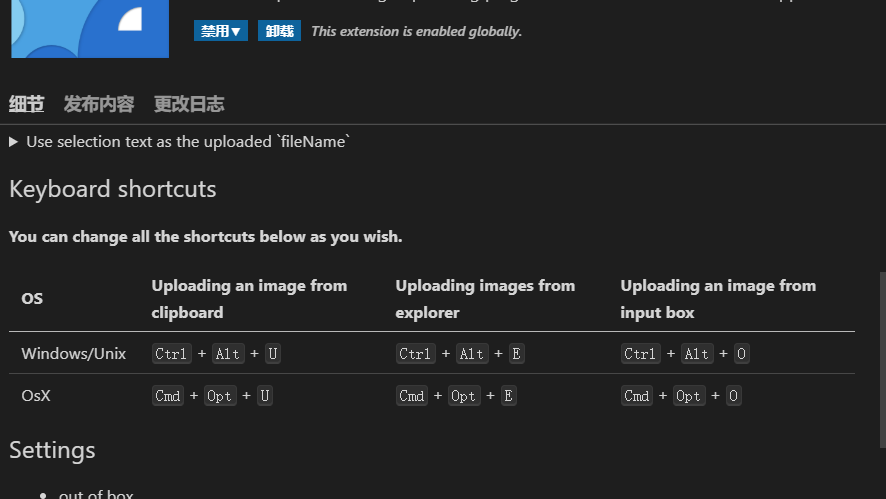 禁用▼ 卸载 This extension is enabled globally.
细节 发布内容 更改日志
▶ Use selection text as the uploaded `fileName`
Keyboard shortcuts
You can change all the shortcuts below as you wish.
OS Uploading an image from clipboard Uploading images from explorer Uploading an image from input box
Windows/Unix Ctrl + Alt + U Ctrl + Alt + E Ctrl + Alt + O
OsX Cmd + Opt + U Cmd + Opt + E Cmd + Opt + O
Settings
• out of box